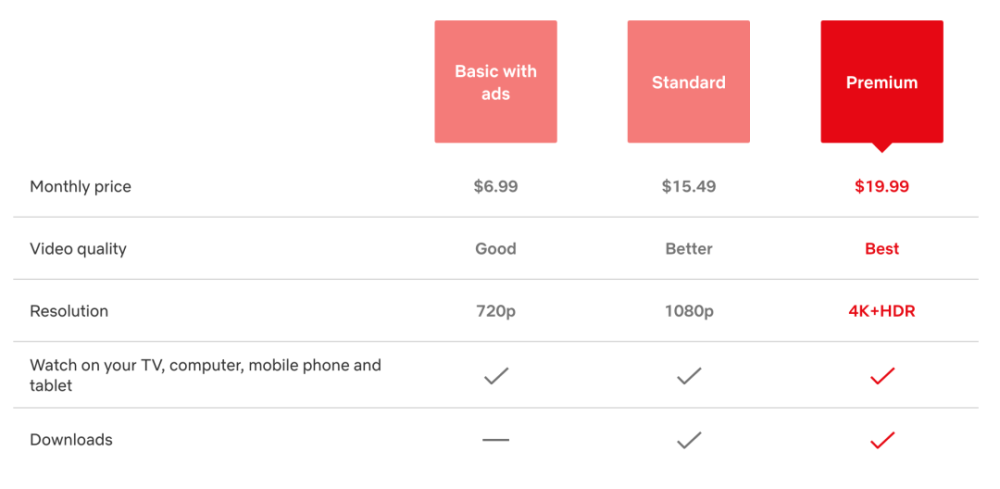 Basic with
ads
Standard
Premium
Monthly price
$6.99
$15.49
$19.99
Video quality
Good
Better
Best
Resolution
720p
1080p
4K+HDR
Watch on your TV, computer, mobile phone and
tablet
Downloads